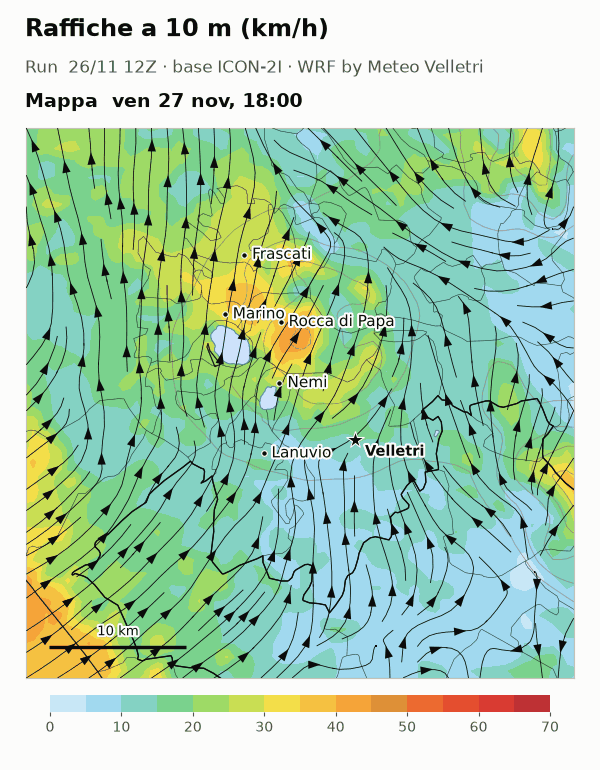 Raffiche a 10 m (km/h)
Run  26/11 12Z · base ICON-2I · WRF by Meteo Velletri
Mappa  ven 27 nov, 18:00
Frascati
Marino
Rocca di Papa
Nemi
Velletri
Lanuvio
10 km
0 10 20 30 40 50 60 70